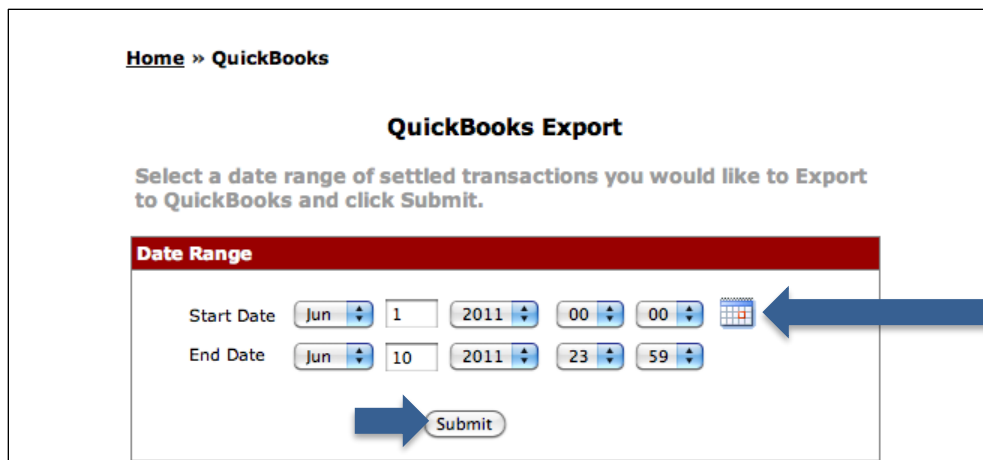 Home » QuickBooks
QuickBooks Export
Select a date range of settled transactions you would like to Export
to QuickBooks and click Submit.
Date Range
Start Date Jun 1 2011 00 00
End Date Jun 10 2011 23 59
Submit